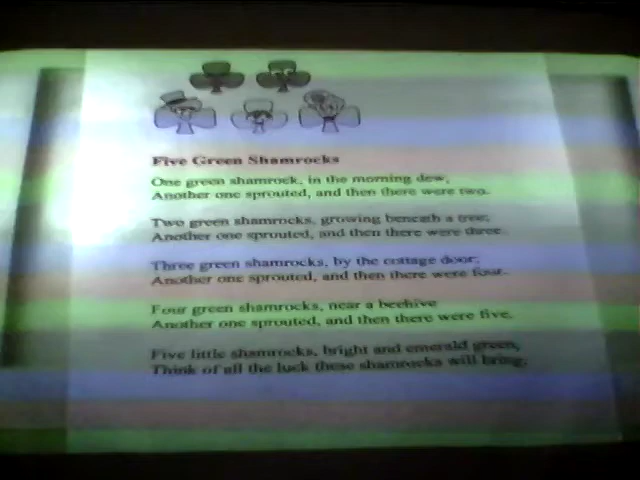 Five Green Shamrocks
One green shamrock, in the morning dew,
Another one sprouted, and then there were two.
Two green shamrocks, growing beneath a tree;
Another one sprouted, and then there were three.
Three green shamrocks, by the cottage door;
Another one sprouted, and then there were four.
Four green shamrocks, near a beehive
Another one sprouted, and then there were five.
Five little shamrocks, bright and emerald green,
Think of all the luck these shamrocks will bring.